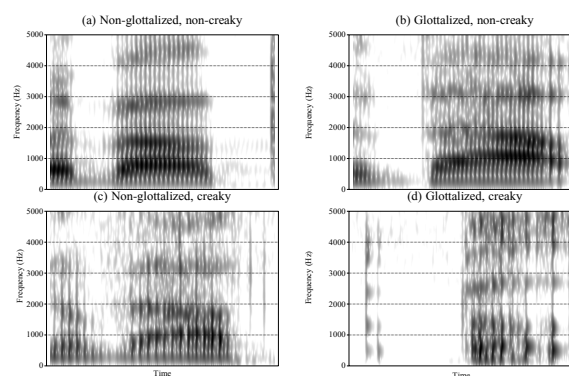 (a) Non-glottalized, non-creaky
(b) Glottalized, non-creaky
5000
4000
3000
2000
1000
0
Frequency (Hz)
5000
4000
3000
2000
1000
0
Frequency (Hz)
(c) Non-glottalized, creaky
(d) Glottalized, creaky
5000
4000
3000
2000
1000
0
Frequency (Hz)
Time
5000
4000
3000
2000
1000
0
Frequency (Hz)
Time